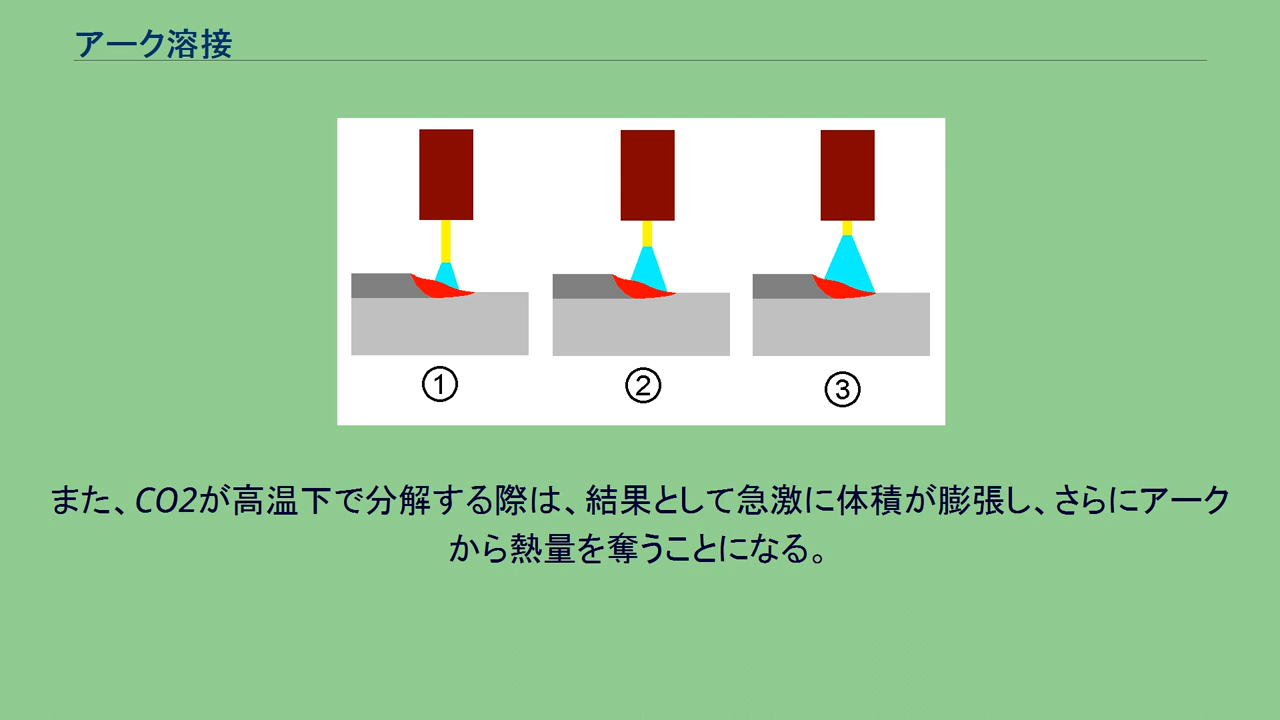 アーク溶接
① ② ③
また、CO2が高温下で分解する際は、結果として急激に体積が膨張し、さらにアーク
から熱量を奪うことになる。